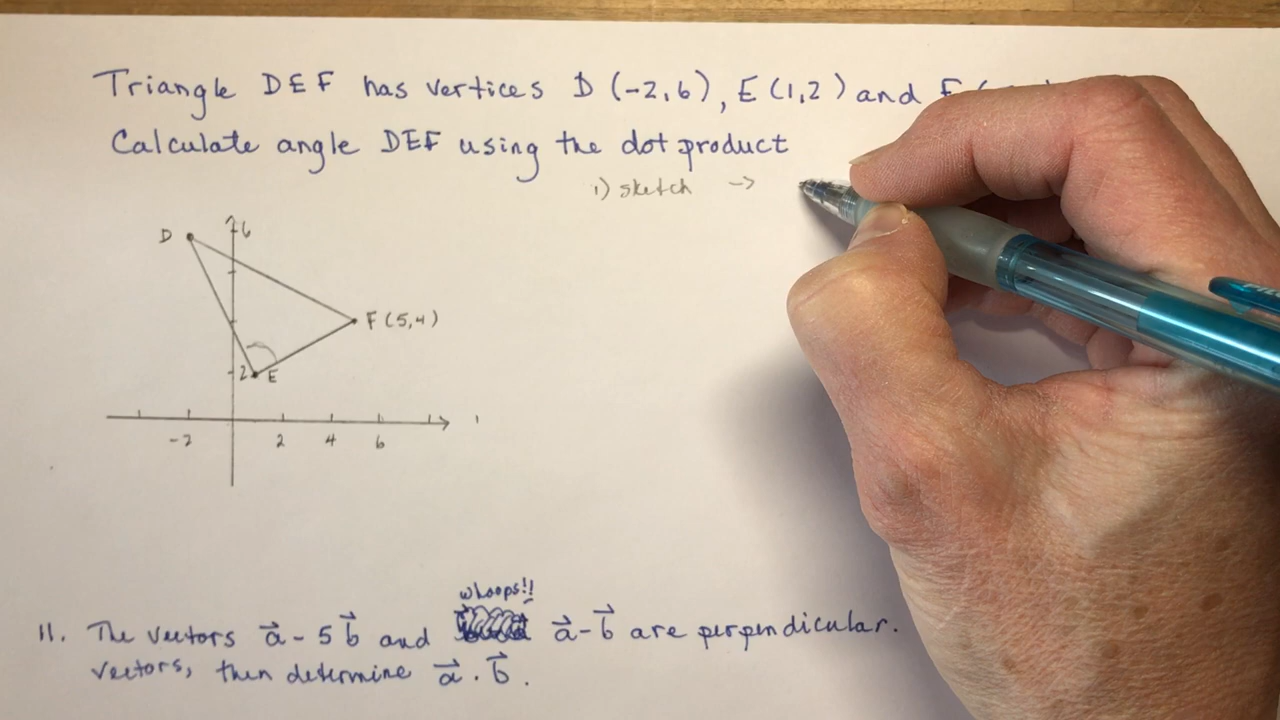 Triangle DEF has vertices D (-2,6), E (1,2) and F
Calculate angle DEF using the dot product
1) sketch →
D
6
F (5,4)
2
E
-2 2 4 6
whoops!!
11. The vectors a⃗ - 5 b⃗ and a⃗ - b⃗ are perpendicular.
vectors, then determine a⃗ · b⃗ .